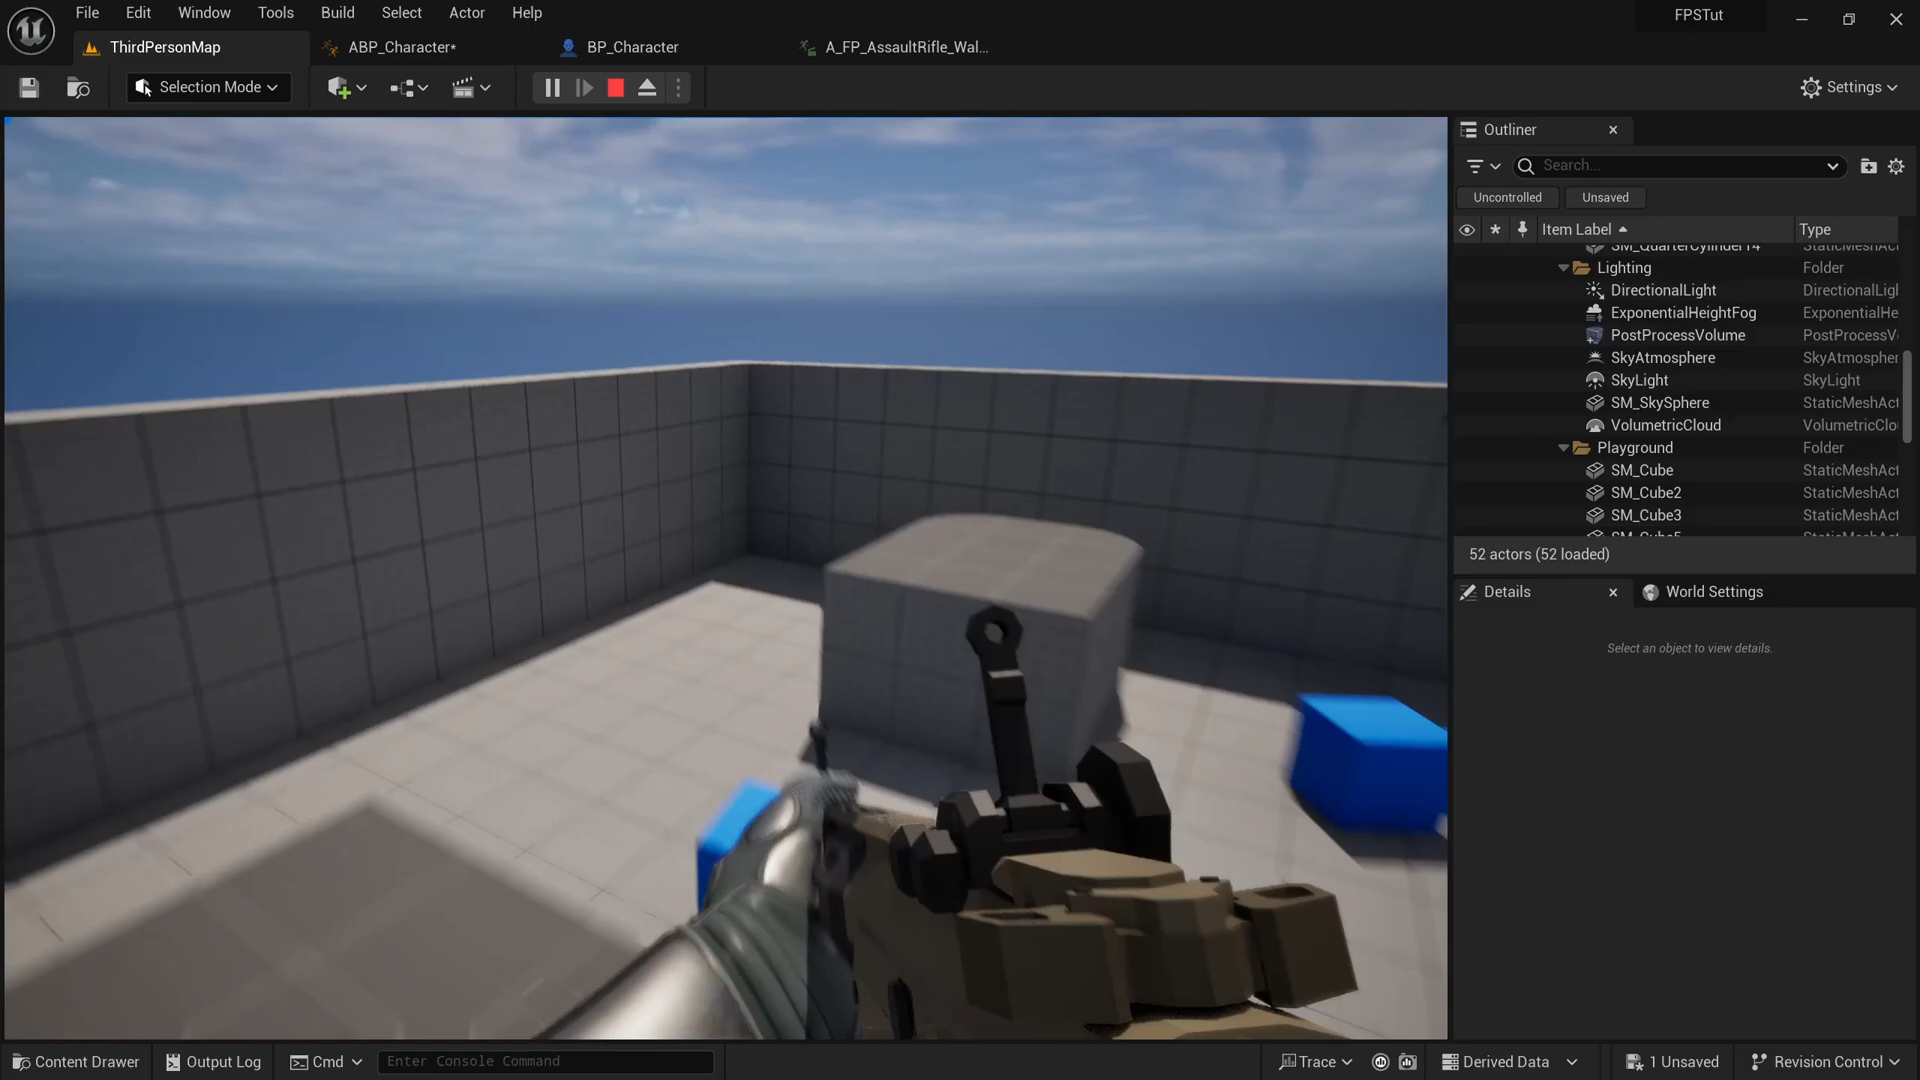 File Edit Window Tools Build Select Actor Help
FPSTut
ThirdPersonMap
ABP_Character*
BP_Character
A_FP_AssaultRifle_Wal...
Selection Mode
Settings
Outliner
Search...
Uncontrolled
Unsaved
Item Label
Type
SM_QuarterCylinder14
StaticMeshAct
Lighting
Folder
DirectionalLight
DirectionalLigl
ExponentialHeightFog
ExponentialHe
PostProcessVolume
PostProcessV
SkyAtmosphere
SkyAtmospher
SkyLight
SkyLight
SM_SkySphere
StaticMeshAct
VolumetricCloud
VolumetricClo
Playground
Folder
SM_Cube
StaticMeshAct
SM_Cube2
StaticMeshAct
SM_Cube3
StaticMeshAct
SM_Cube5
52 actors (52 loaded)
Details
World Settings
Select an object to view details.
Content Drawer
Output Log
Cmd
Enter Console Command
Trace
Derived Data
1 Unsaved
Revision Control